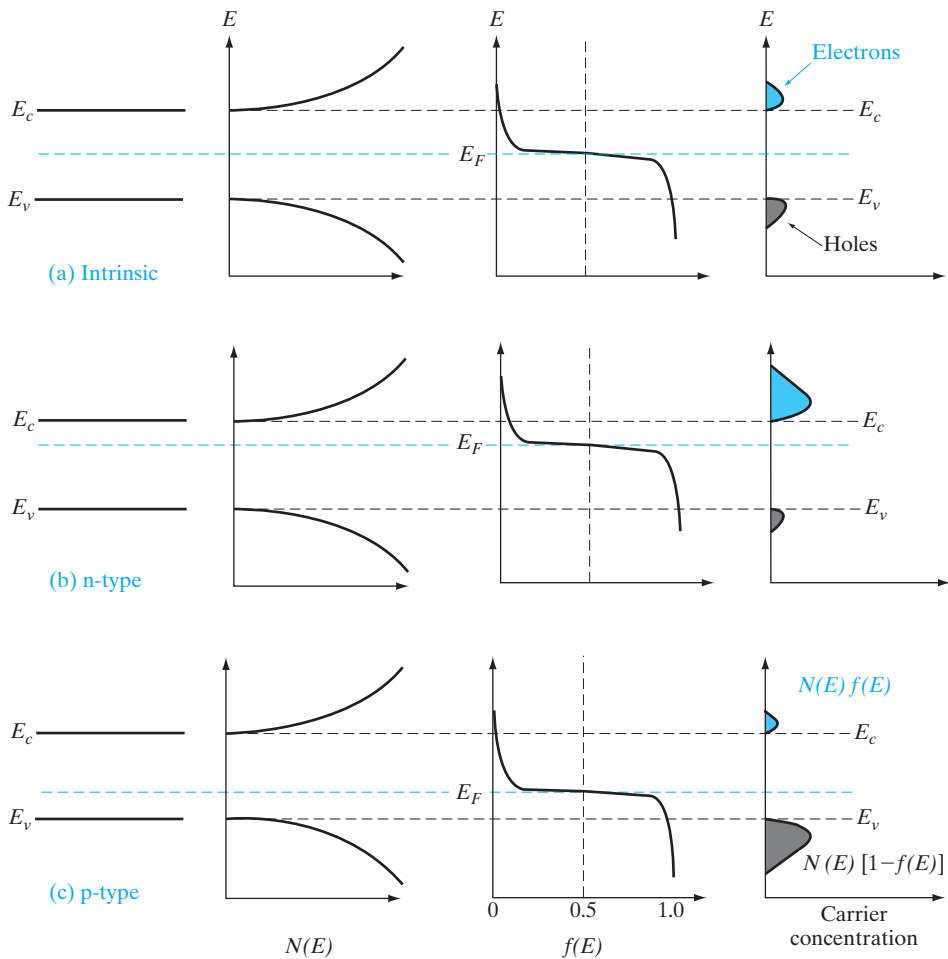 E E E
Electrons
E_c E_c
E_F
E_v E_v
Holes
(a) Intrinsic
E_c E_c
E_F
E_v E_v
(b) n-type
N(E) f(E)
E_c E_c
E_F
E_v E_v
N(E) [1−f(E)]
(c) p-type
0 0.5 1.0
Carrier
concentration
N(E) f(E)